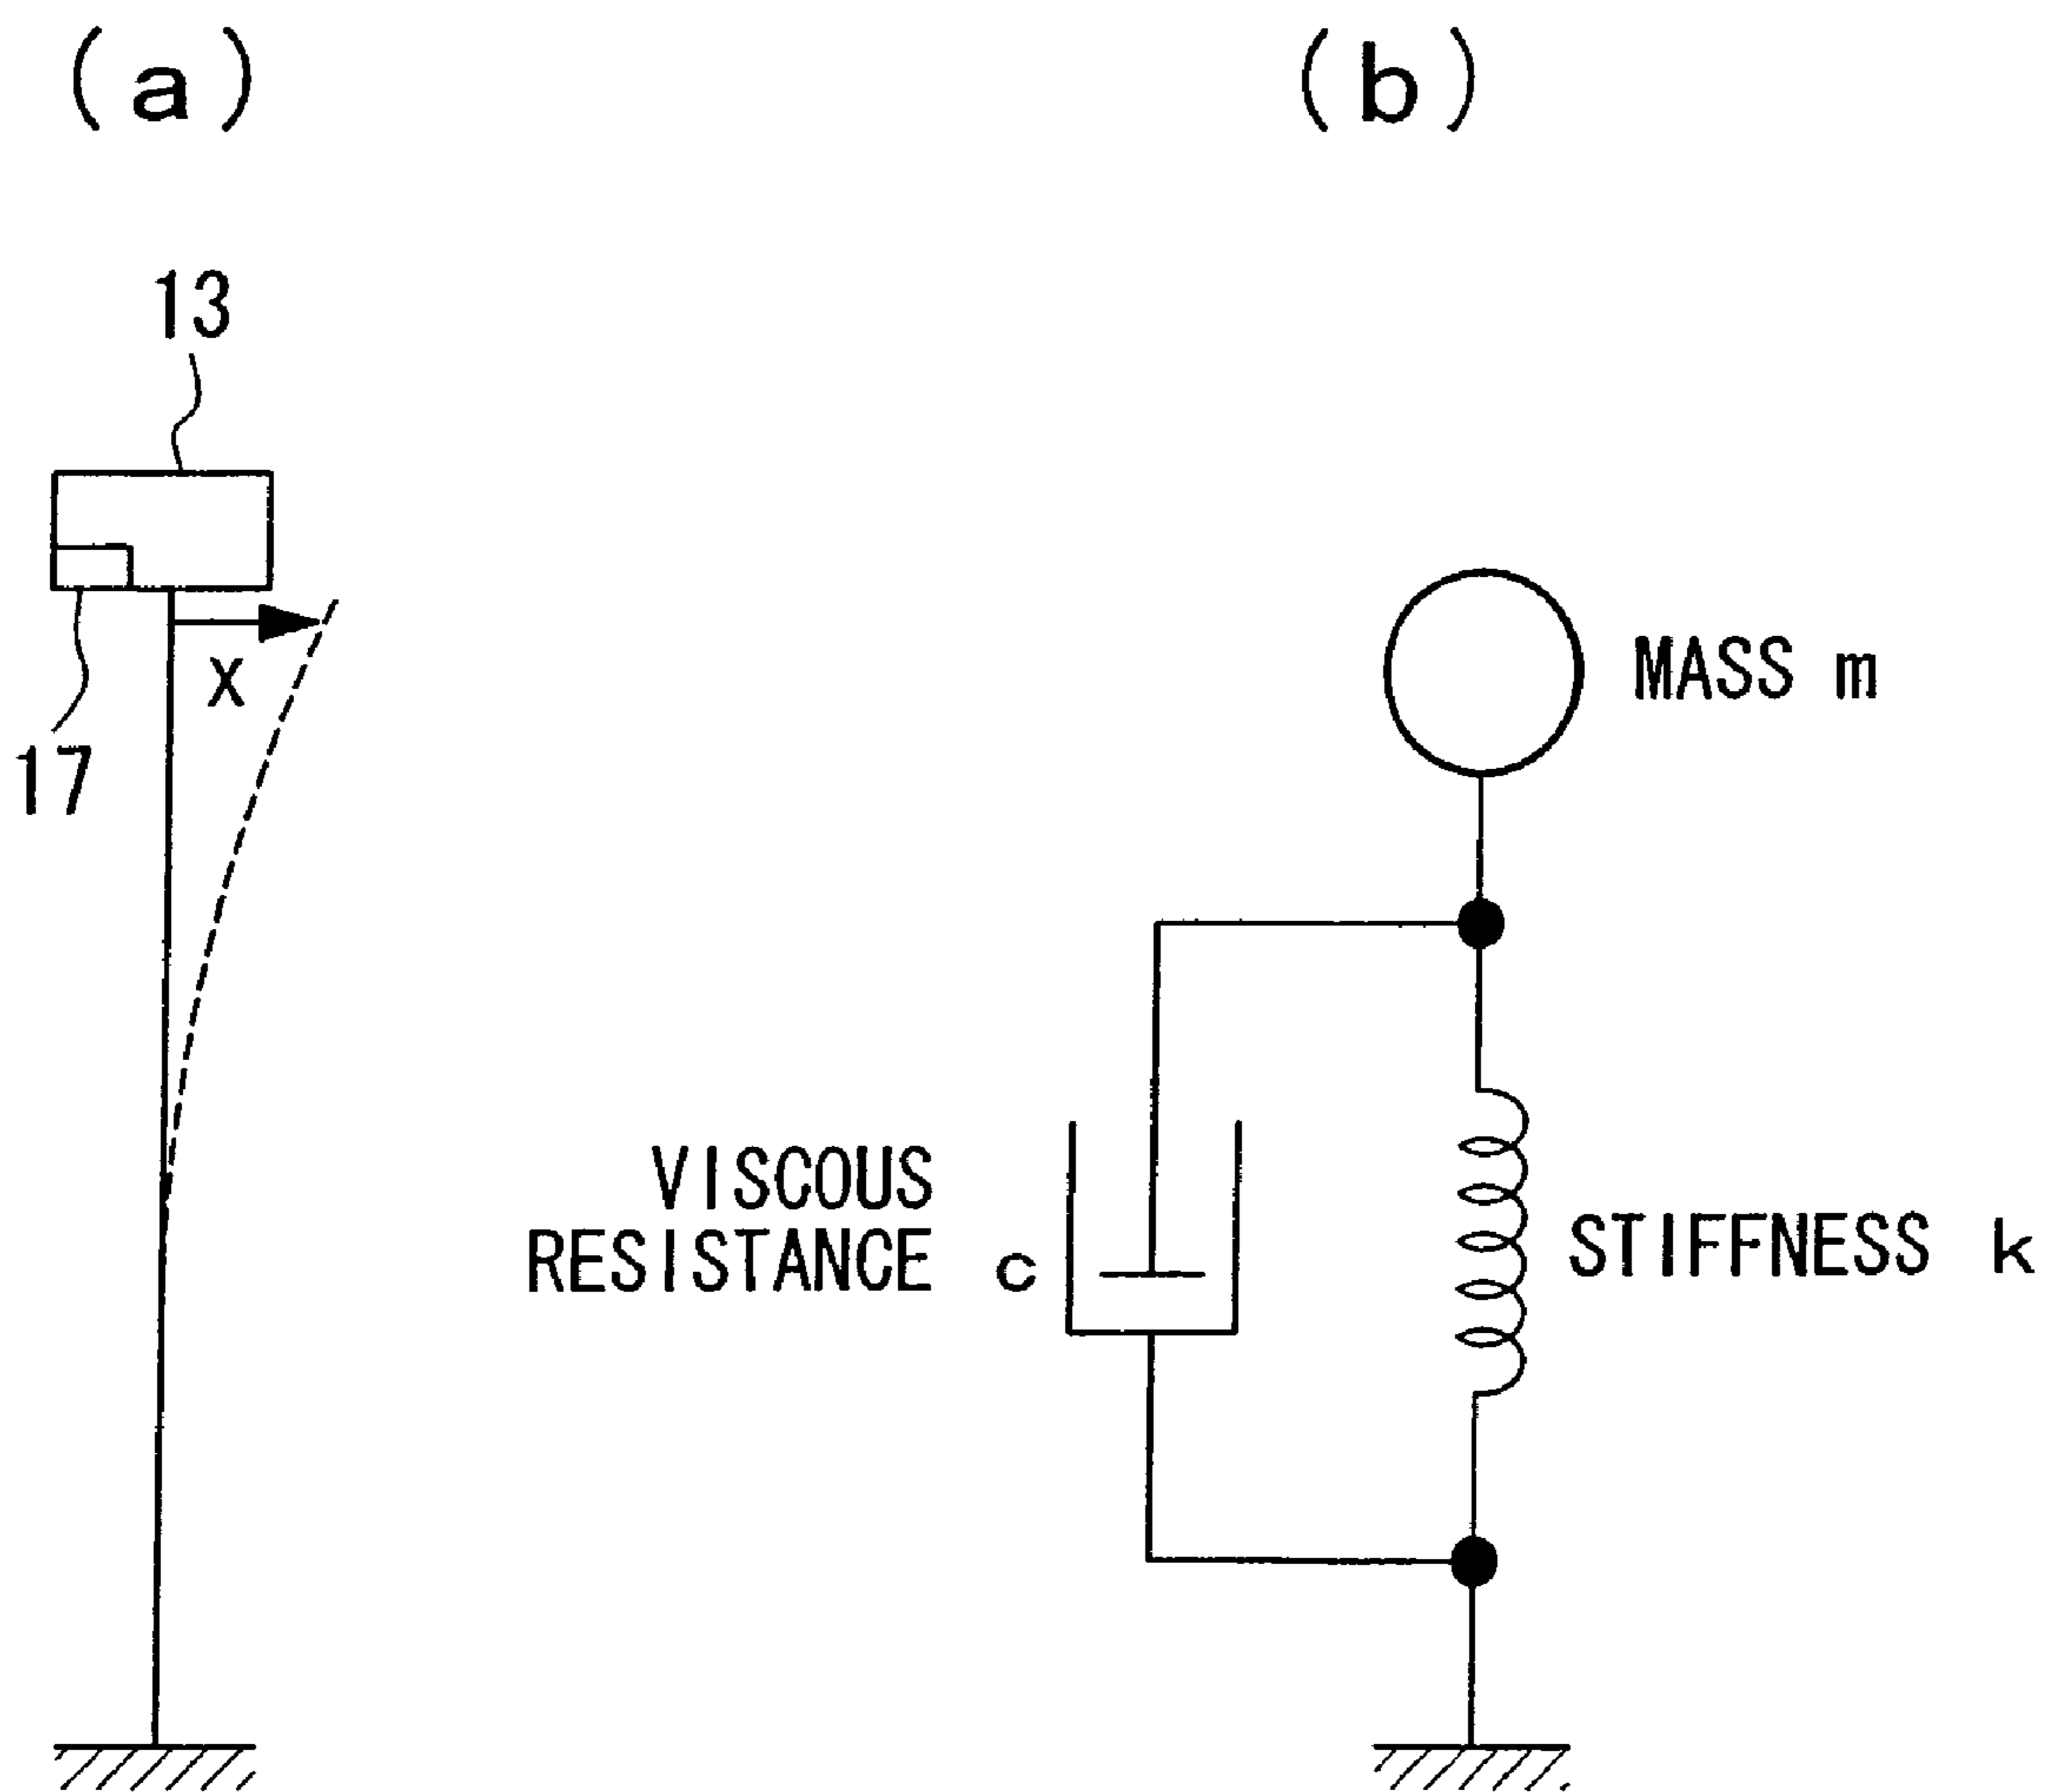 (a)
(b)
13
x
17
MASS m
VISCOUS
RESISTANCE c
STIFFNESS k